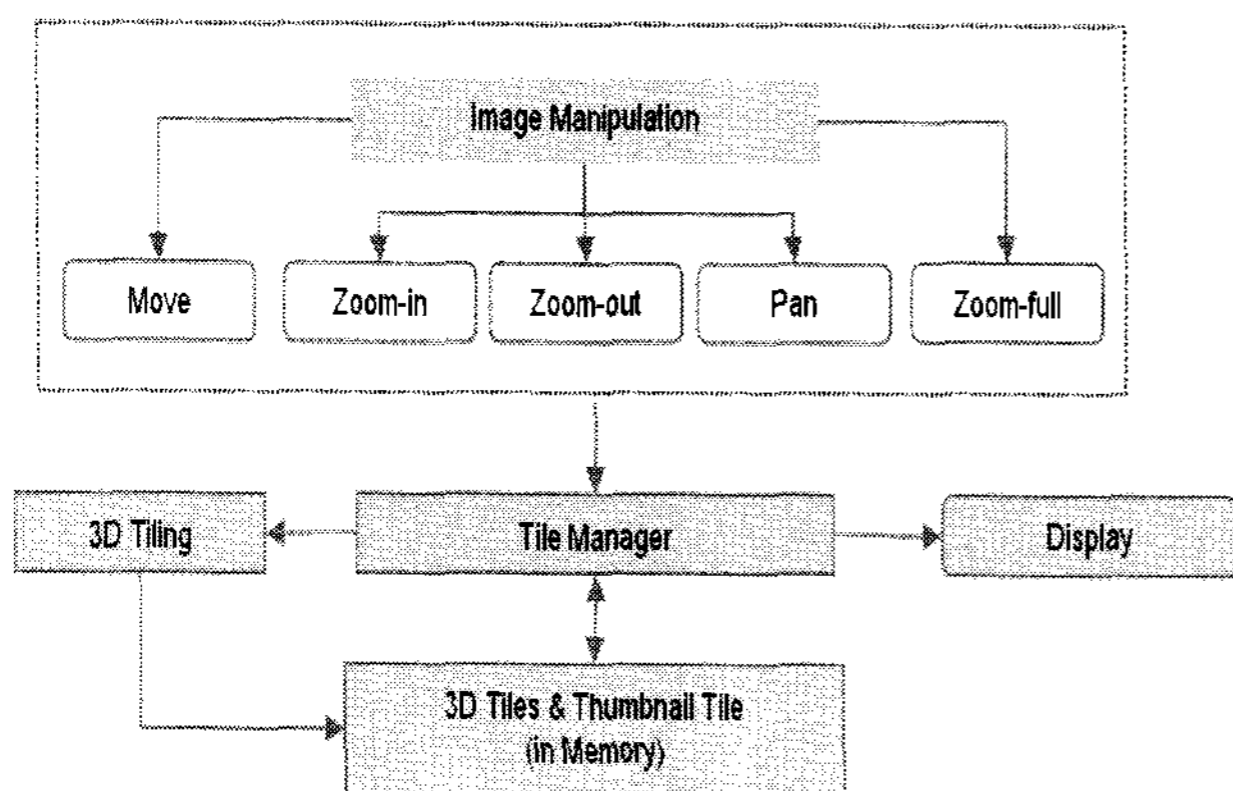 Image Manipulation
Move
Zoom-in
Zoom-out
Pan
Zoom-full
3D Tiling
Tile Manager
Display
3D Tiles & Thumbnail Tile
(in Memory)